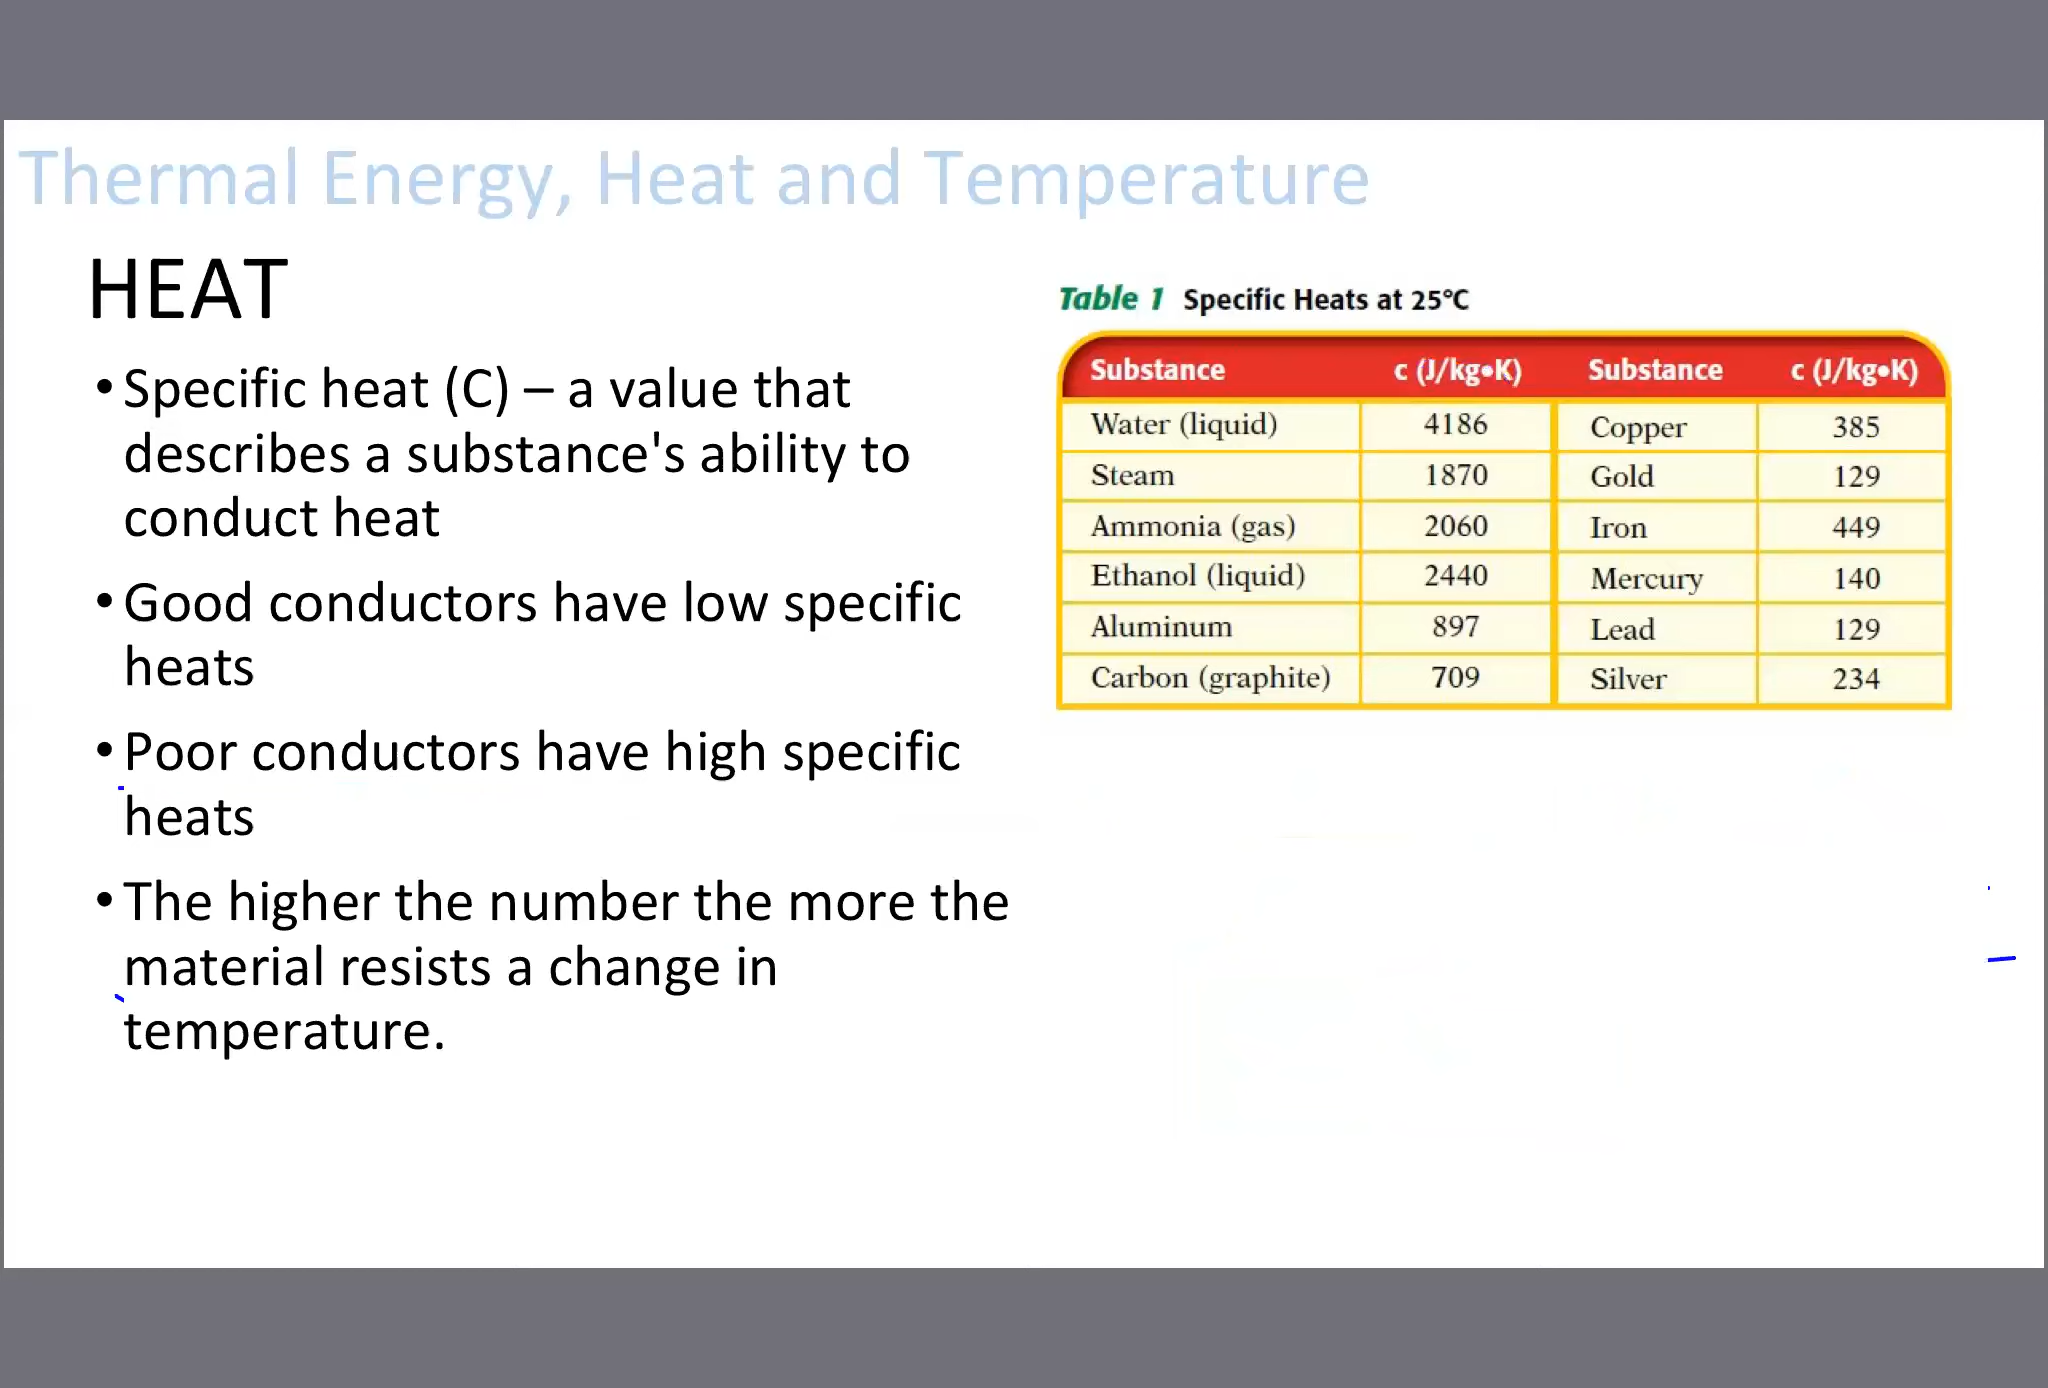 Thermal Energy, Heat and Temperature
HEAT
• Specific heat (C) – a value that
describes a substance's ability to
conduct heat
• Good conductors have low specific
heats
• Poor conductors have high specific
heats
• The higher the number the more the
material resists a change in
temperature.
Table 1 Specific Heats at 25°C
Substance c (J/kg•K) Substance c (J/kg•K)
Water (liquid) 4186 Copper 385
Steam 1870 Gold 129
Ammonia (gas) 2060 Iron 449
Ethanol (liquid) 2440 Mercury 140
Aluminum 897 Lead 129
Carbon (graphite) 709 Silver 234